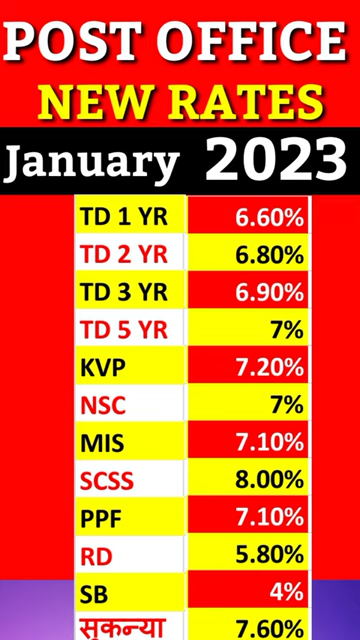 POST OFFICE
NEW RATES
January 2023
TD 1 YR 6.60%
TD 2 YR 6.80%
TD 3 YR 6.90%
TD 5 YR 7%
KVP 7.20%
NSC 7%
MIS 7.10%
SCSS 8.00%
PPF 7.10%
RD 5.80%
SB 4%
सुकन्या 7.60%